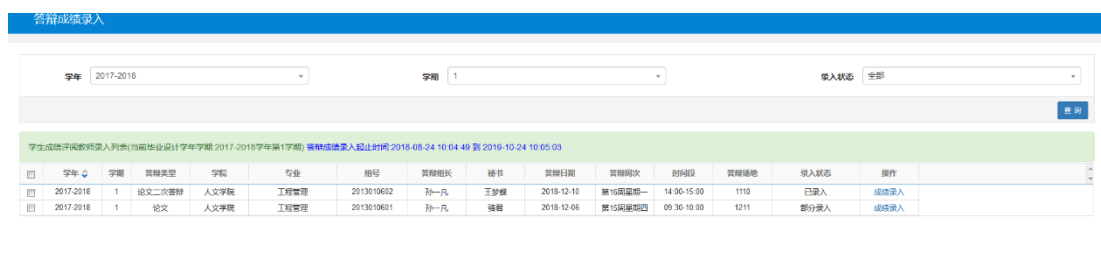 答辩成绩录入
学年 2017-2018 学期 1 录入状态 全部
查询
学生成绩评阅教师录入列表(当前毕业设计学年学期:2017-2018学年第1学期) 答辩成绩录入起止时间:2018-08-24 10:04:49 到 2019-10-24 10:05:03
学年 学期 答辩类型 学院 专业 组号 答辩组长 秘书 答辩日期 答辩周次 时间段 答辩场地 录入状态 操作
2017-2018 1 论文二次答辩 人文学院 工程管理 2013010602 孙一凡 王梦蝶 2018-12-10 第16周星期一 14:00-15:00 1110 已录入 成绩录入
2017-2018 1 论文 人文学院 工程管理 2013010601 孙一凡 骆君 2018-12-06 第15周星期四 09:30-10:00 1211 部分录入 成绩录入